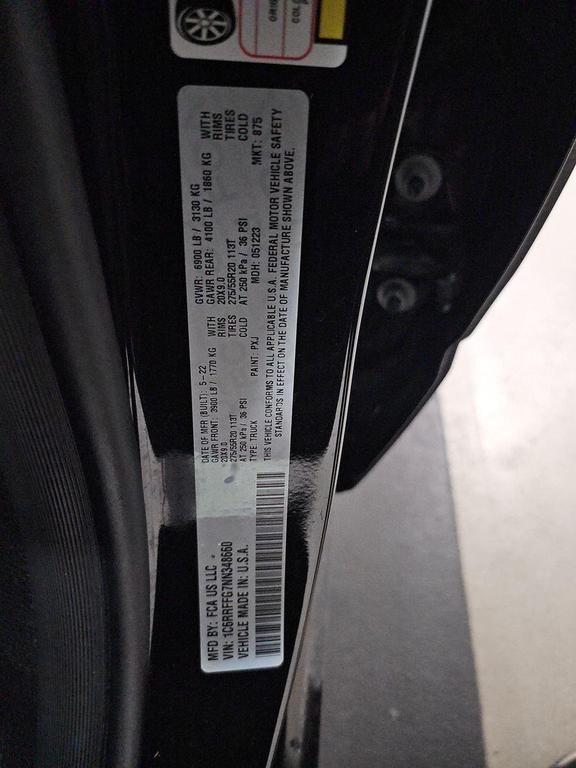 MFD BY: FCA US LLC
DATE OF MFR (BUILT): 5-22
GVWR: 6900 LB / 3130 KG
GAWR FRONT: 3900 LB / 1770 KG WITH
GAWR REAR: 4100 LB / 1860 KG WITH
20X9.0 RIMS
20X9.0 RIMS
275/55R20 113T TIRES
275/55R20 113T TIRES
AT 250 kPa / 36 PSI COLD
AT 250 kPa / 36 PSI COLD
VIN: 1C6RRFFG7NN348660
TYPE: TRUCK
PAINT: PXJ
MDH: 051223
MKT: 875
VEHICLE MADE IN: U.S.A.
THIS VEHICLE CONFORMS TO ALL APPLICABLE U.S.A. FEDERAL MOTOR VEHICLE SAFETY
STANDARDS IN EFFECT ON THE DATE OF MANUFACTURE SHOWN ABOVE.